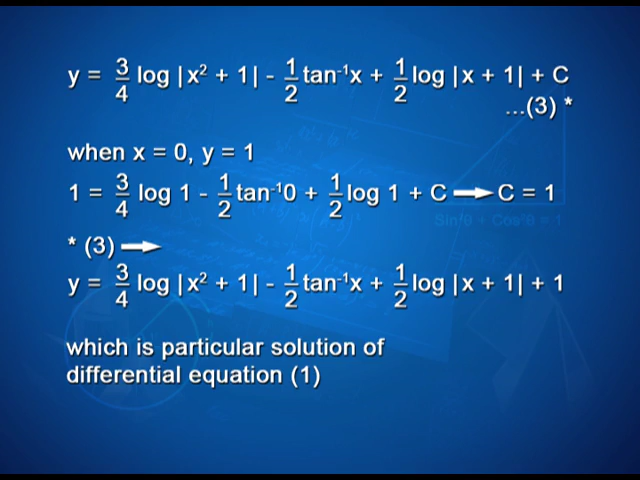 y = 3/4 log |x² + 1| - 1/2 tan⁻¹x + 1/2 log |x + 1| + C
...(3) *
when x = 0, y = 1
1 = 3/4 log 1 - 1/2 tan⁻¹0 + 1/2 log 1 + C → C = 1
* (3) →
y = 3/4 log |x² + 1| - 1/2 tan⁻¹x + 1/2 log |x + 1| + 1
which is particular solution of
differential equation (1)